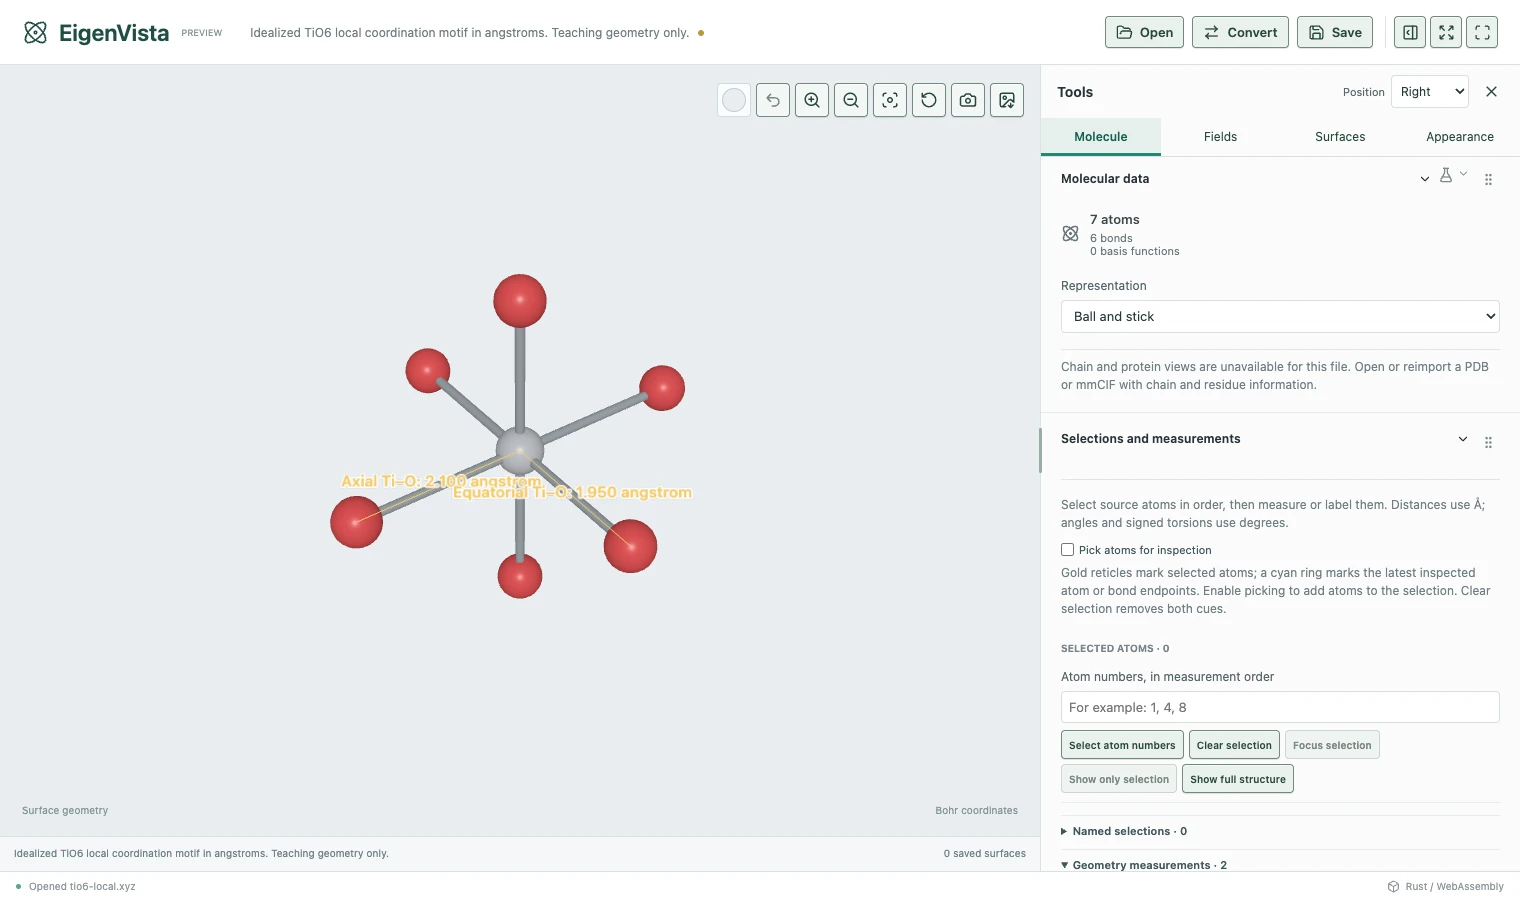 EigenVista PREVIEW Idealized TiO6 local coordination motif in angstroms. Teaching geometry only. Open Convert Save
Tools Position Right
Molecule Fields Surfaces Appearance
Molecular data
7 atoms
6 bonds
0 basis functions
Representation
Ball and stick
Chain and protein views are unavailable for this file. Open or reimport a PDB
or mmCIF with chain and residue information.
Selections and measurements
Select source atoms in order, then measure or label them. Distances use Å;
angles and signed torsions use degrees.
Pick atoms for inspection
Gold reticles mark selected atoms; a cyan ring marks the latest inspected
atom or bond endpoints. Enable picking to add atoms to the selection. Clear
selection removes both cues.
SELECTED ATOMS · 0
Atom numbers, in measurement order
For example: 1, 4, 8
Select atom numbers Clear selection Focus selection
Show only selection Show full structure
Named selections · 0
Geometry measurements · 2
Axial Ti–O: 2.100 angstrom
Equatorial Ti–O: 1.950 angstrom
Surface geometry Bohr coordinates
Idealized TiO6 local coordination motif in angstroms. Teaching geometry only. 0 saved surfaces
Opened tio6-local.xyz Rust / WebAssembly